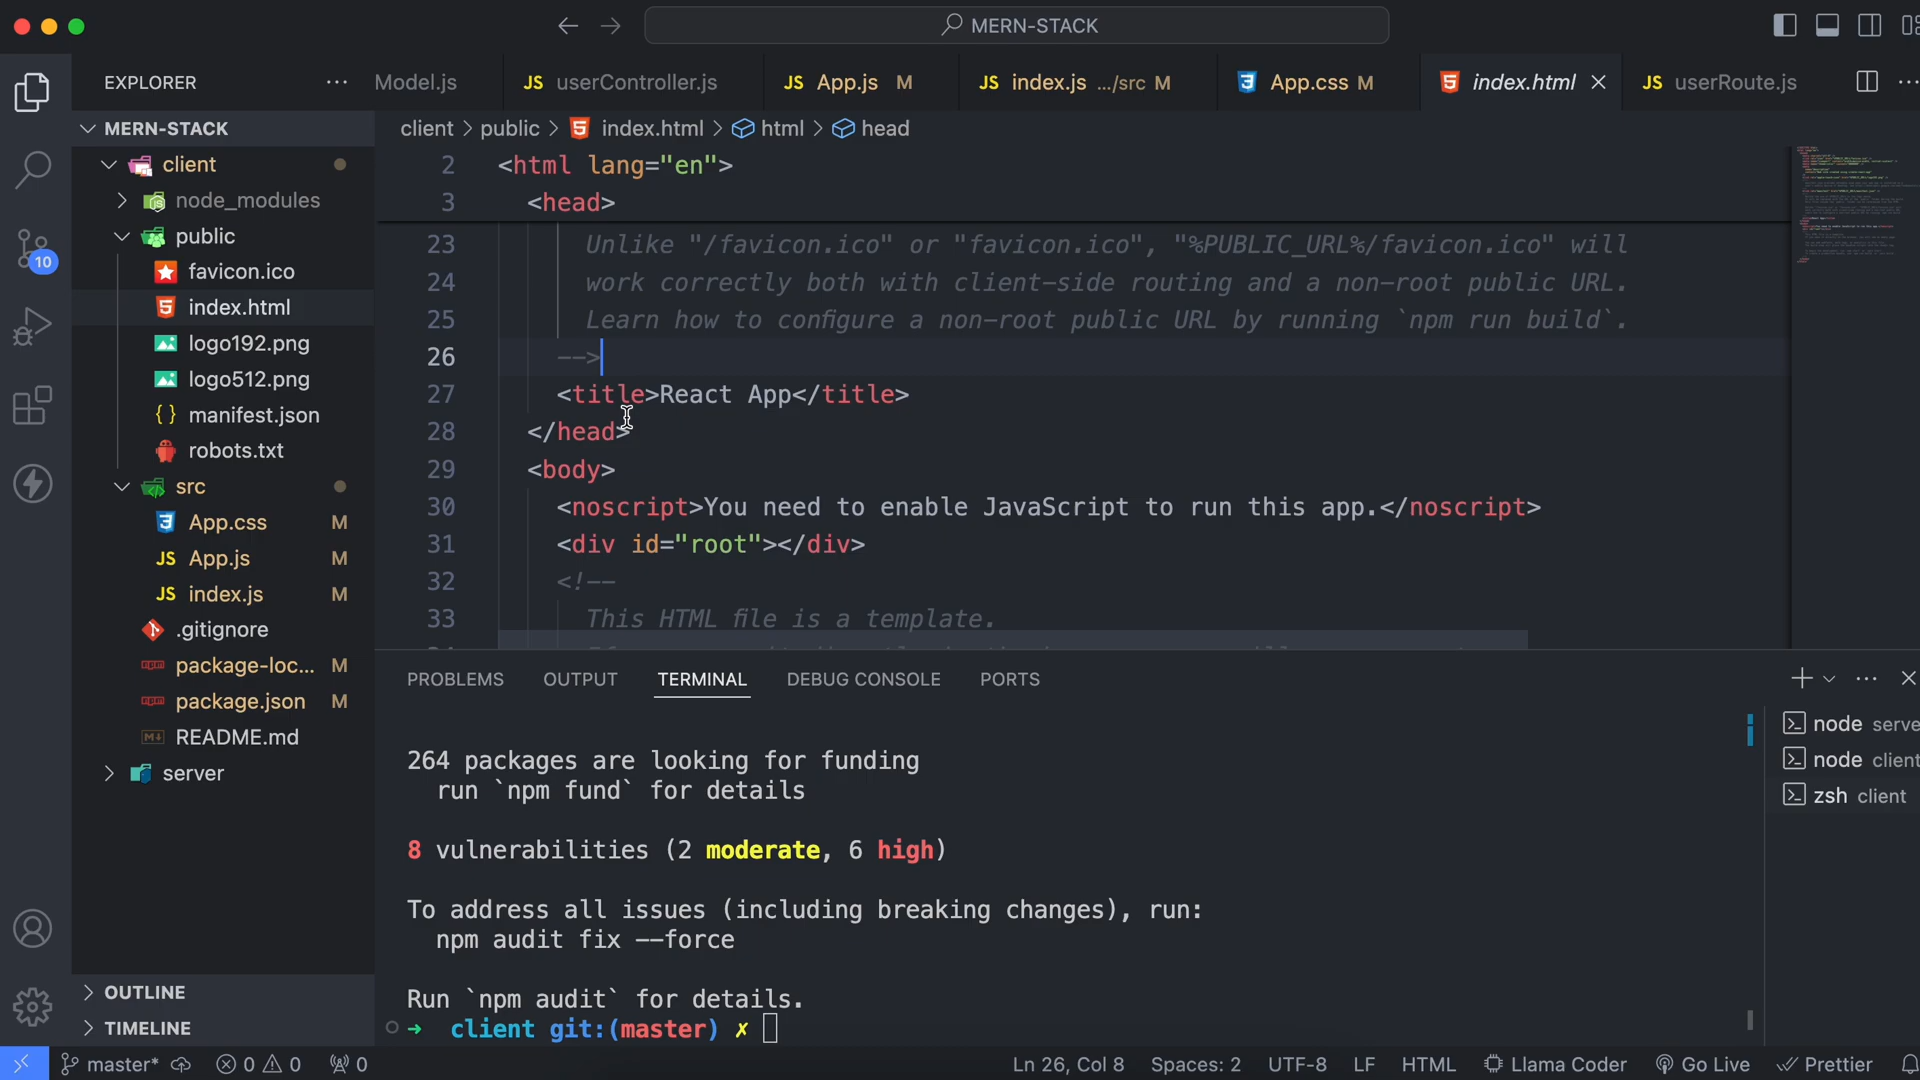 MERN-STACK
EXPLORER
Model.js
JS userController.js
JS App.js M
JS index.js .../src M
App.css M
index.html
JS userRoute.js
MERN-STACK
client
node_modules
public
favicon.ico
index.html
logo192.png
logo512.png
{} manifest.json
robots.txt
src
App.css M
JS App.js M
JS index.js M
.gitignore
package-loc... M
package.json M
README.md
server
OUTLINE
TIMELINE
10
client > public > index.html > html > head
2 <html lang="en">
3 <head>
23 Unlike "/favicon.ico" or "favicon.ico", "%PUBLIC_URL%/favicon.ico" will
24 work correctly both with client-side routing and a non-root public URL.
25 Learn how to configure a non-root public URL by running `npm run build`.
26 -->
27 <title>React App</title>
28 </head>
29 <body>
30 <noscript>You need to enable JavaScript to run this app.</noscript>
31 <div id="root"></div>
32 <!--
33 This HTML file is a template.
PROBLEMS OUTPUT TERMINAL DEBUG CONSOLE PORTS
264 packages are looking for funding
run `npm fund` for details
8 vulnerabilities (2 moderate, 6 high)
To address all issues (including breaking changes), run:
npm audit fix --force
Run `npm audit` for details.
→ client git:(master) ✗
node serve
node client
zsh client
master* 0 0 0
Ln 26, Col 8 Spaces: 2 UTF-8 LF HTML Llama Coder Go Live Prettier